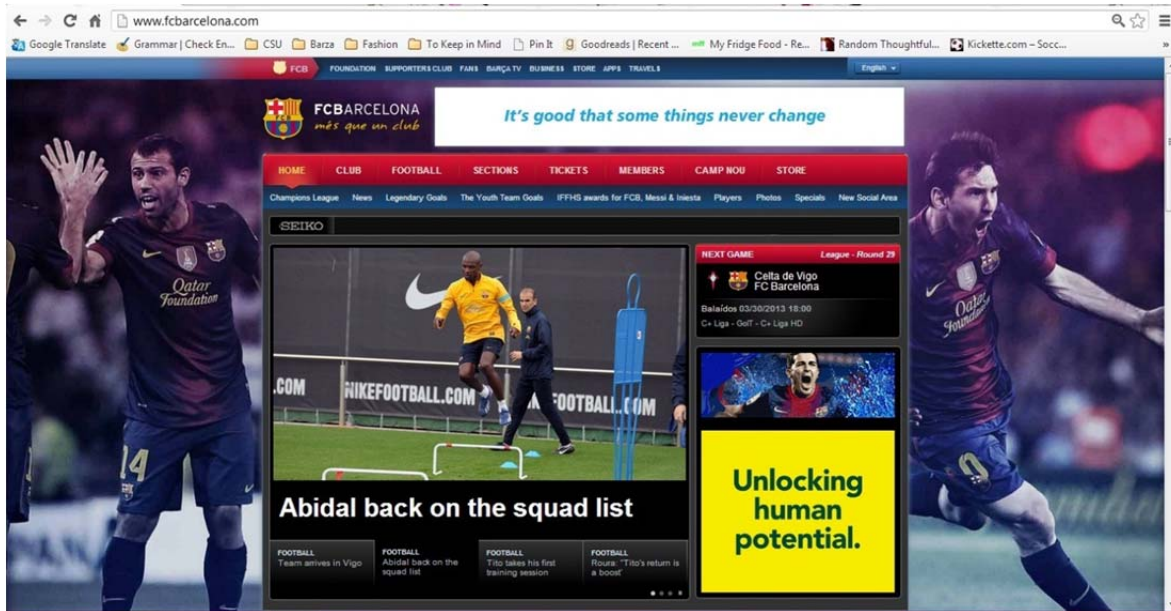 www.fcbarcelona.com
Google Translate Grammar | Check En... CSU Barza Fashion To Keep in Mind Pin It Goodreads | Recent ... My Fridge Food - Re... Random Thoughtful... Kickette.com – Socc... »
FCB FOUNDATION SUPPORTERS CLUB FANS BARÇA TV BUSINESS STORE APPS TRAVELS English
FCBARCELONA
més que un club
It's good that some things never change
HOME CLUB FOOTBALL SECTIONS TICKETS MEMBERS CAMP NOU STORE
Champions League News Legendary Goals The Youth Team Goals IFFHS awards for FCB, Messi & Iniesta Players Photos Specials New Social Area
SEIKO
Qatar
Foundation
14
.COM NIKEFOOTBALL.COM FOOTBALL.COM
Abidal back on the squad list
FOOTBALL
Team arrives in Vigo
FOOTBALL
Abidal back on the
squad list
FOOTBALL
Tito takes his first
training session
FOOTBALL
Roura: "Tito's return is
a boost'
NEXT GAME League - Round 29
Celta de Vigo
FC Barcelona
Balaídos 03/30/2013 18:00
C+ Liga - GolT - C+ Liga HD
Unlocking
human
potential.
Qatar
Foundation